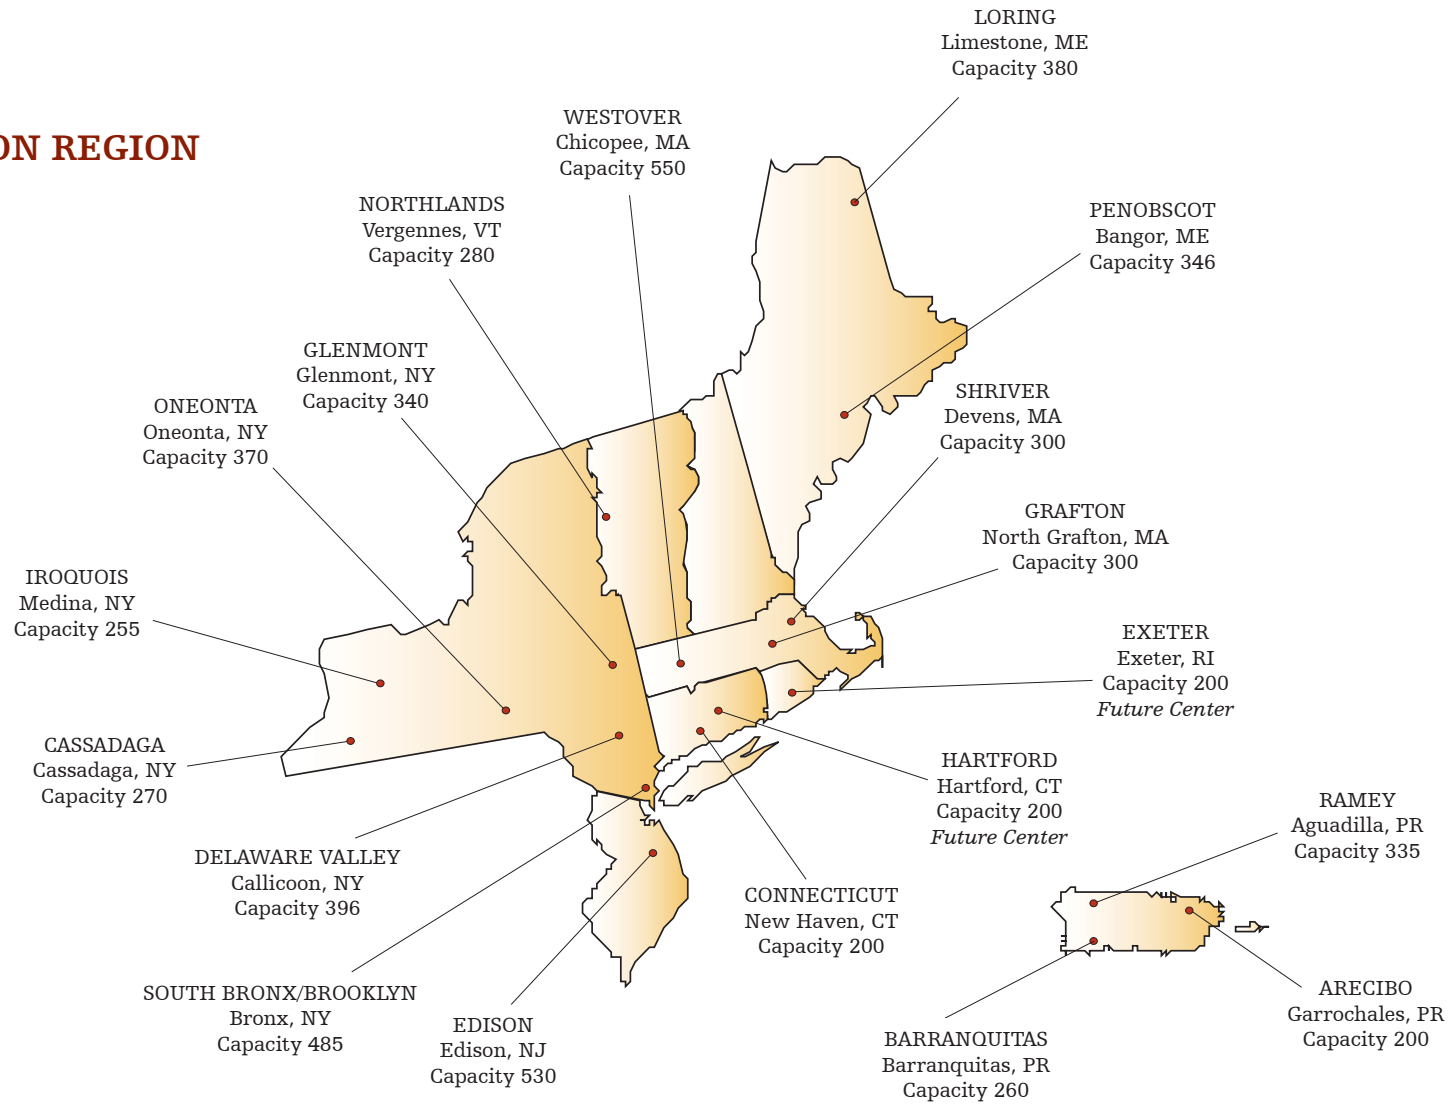 ON REGION
LORING
Limestone, ME
Capacity 380
WESTOVER
Chicopee, MA
Capacity 550
NORTHLANDS
Vergennes, VT
Capacity 280
PENOBSCOT
Bangor, ME
Capacity 346
GLENMONT
Glenmont, NY
Capacity 340
ONEONTA
Oneonta, NY
Capacity 370
SHRIVER
Devens, MA
Capacity 300
GRAFTON
North Grafton, MA
Capacity 300
IROQUOIS
Medina, NY
Capacity 255
EXETER
Exeter, RI
Capacity 200
Future Center
CASSADAGA
Cassadaga, NY
Capacity 270
HARTFORD
Hartford, CT
Capacity 200
Future Center
RAMEY
Aguadilla, PR
Capacity 335
DELAWARE VALLEY
Callicoon, NY
Capacity 396
CONNECTICUT
New Haven, CT
Capacity 200
SOUTH BRONX/BROOKLYN
Bronx, NY
Capacity 485
EDISON
Edison, NJ
Capacity 530
ARECIBO
Garrochales, PR
Capacity 200
BARRANQUITAS
Barranquitas, PR
Capacity 260